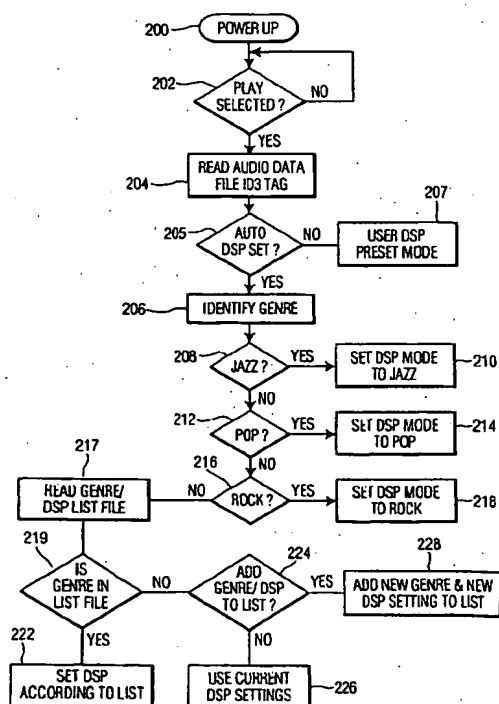 200
POWER UP
202
PLAY
SELECTED ?
NO
YES
204
READ AUDIO DATA
FILE ID3 TAG
205
AUTO
DSP SET ?
NO
207
USER DSP
PRESET MODE
YES
206
IDENTIFY GENRE
208
JAZZ ?
YES
SET DSP MODE
TO JAZZ
210
NO
212
POP ?
YES
SET DSP MODE
TO POP
214
NO
217
READ GENRE/
DSP LIST FILE
NO
216
ROCK ?
YES
SET DSP MODE
TO ROCK
218
219
IS
GENRE IN
LIST FILE
NO
224
ADD
GENRE/ DSP
TO LIST ?
YES
228
ADD NEW GENRE & NEW
DSP SETTING TO LIST
YES
NO
222
SET DSP
ACCORDING TO LIST
USE CURRENT
DSP SETTINGS
226